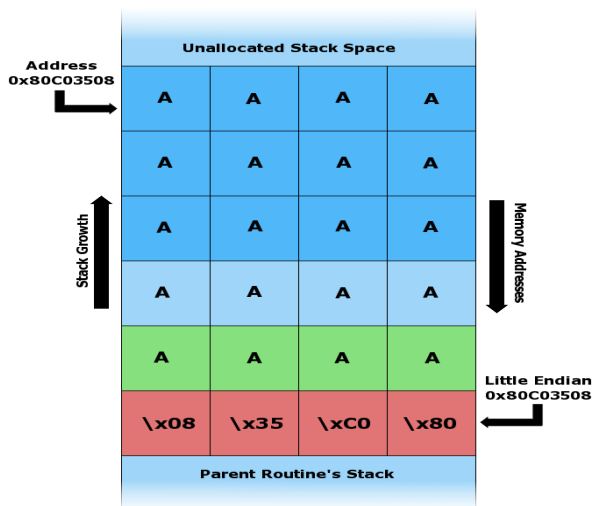 Unallocated Stack Space
Address
0x80C03508
A A A A
A A A A
A A A A
Stack Growth
Memory Addresses
A A A A
A A A A
Little Endian
0x80C03508
\x08 \x35 \xC0 \x80
Parent Routine's Stack